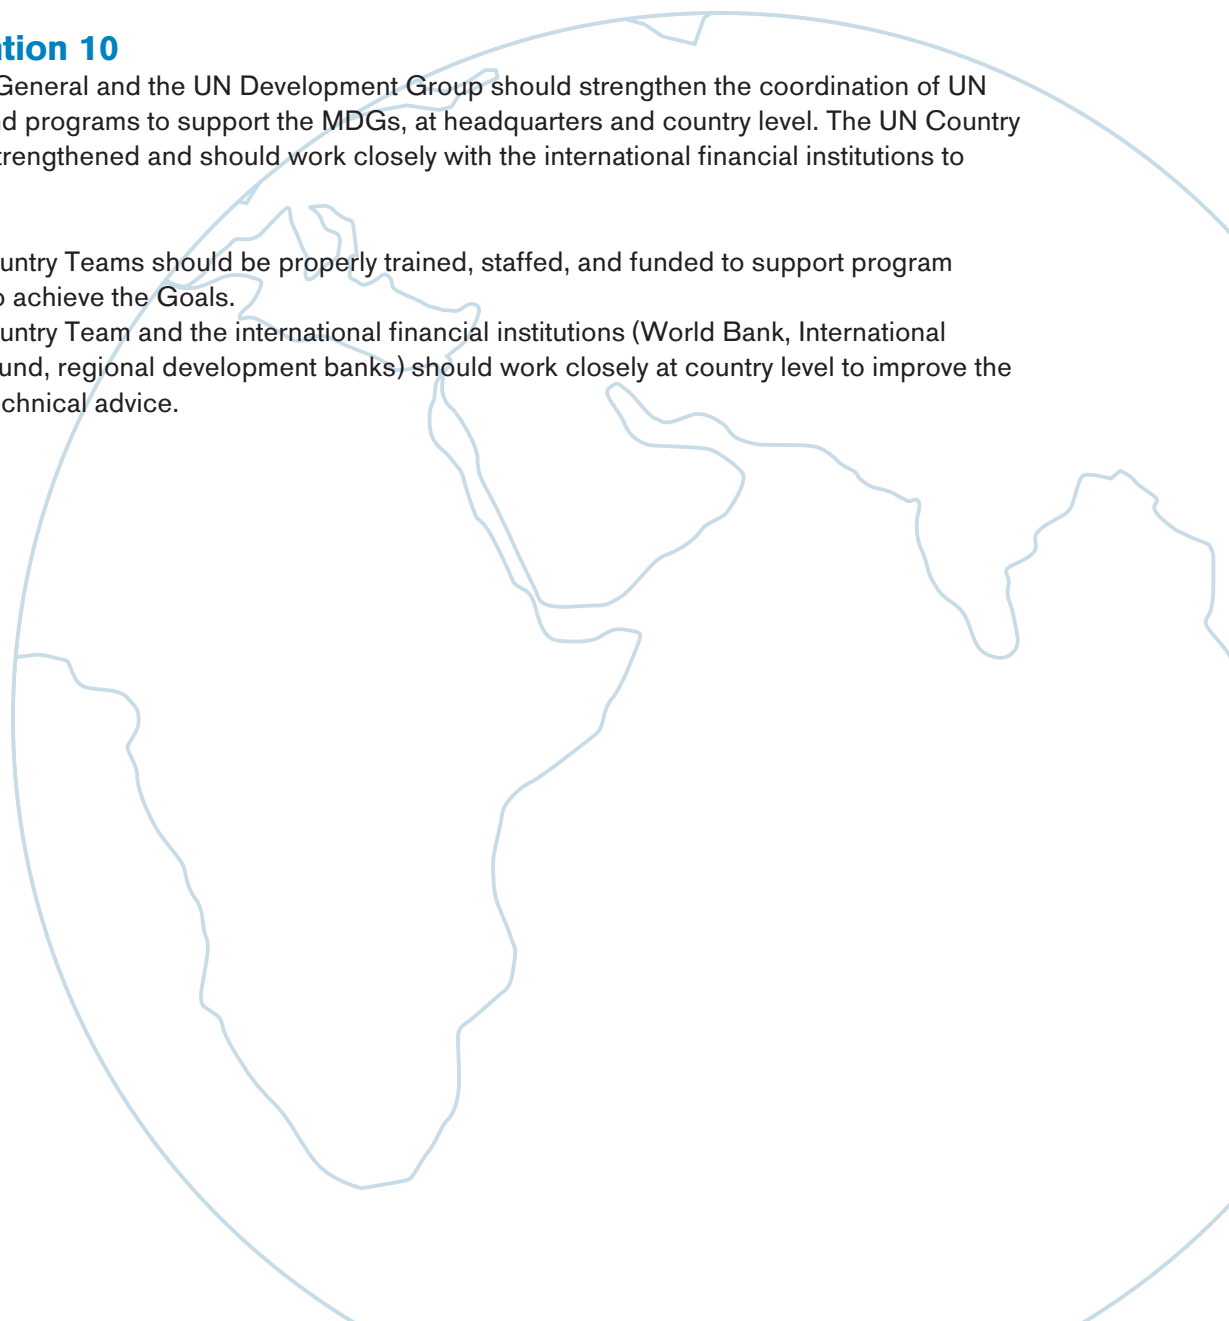 tion 10
General and the UN Development Group should strengthen the coordination of UN
d programs to support the MDGs, at headquarters and country level. The UN Country
trengthened and should work closely with the international financial institutions to
untry Teams should be properly trained, staffed, and funded to support program
o achieve the Goals.
untry Team and the international financial institutions (World Bank, International
und, regional development banks) should work closely at country level to improve the
chnical advice.